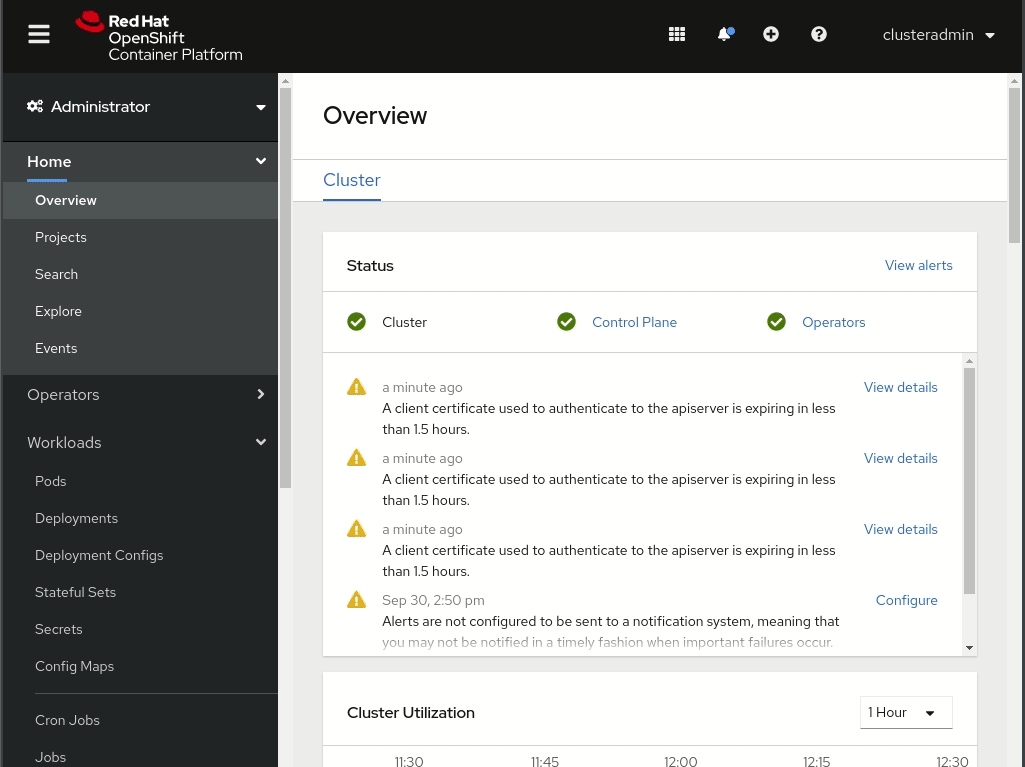 Red Hat
OpenShift
Container Platform
clusteradmin
Administrator
Home
Overview
Projects
Search
Explore
Events
Operators
Workloads
Pods
Deployments
Deployment Configs
Stateful Sets
Secrets
Config Maps
Cron Jobs
Jobs
Overview
Cluster
Status
View alerts
Cluster
Control Plane
Operators
a minute ago
View details
A client certificate used to authenticate to the apiserver is expiring in less
than 1.5 hours.
a minute ago
View details
A client certificate used to authenticate to the apiserver is expiring in less
than 1.5 hours.
a minute ago
View details
A client certificate used to authenticate to the apiserver is expiring in less
than 1.5 hours.
Sep 30, 2:50 pm
Configure
Alerts are not configured to be sent to a notification system, meaning that
you may not be notified in a timely fashion when important failures occur.
Cluster Utilization
1 Hour
11:30 11:45 12:00 12:15 12:30